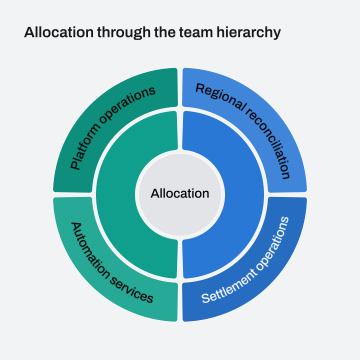 Allocation through the team hierarchy
Platform operations
Regional reconciliation
Allocation
Automation services
Settlement operations